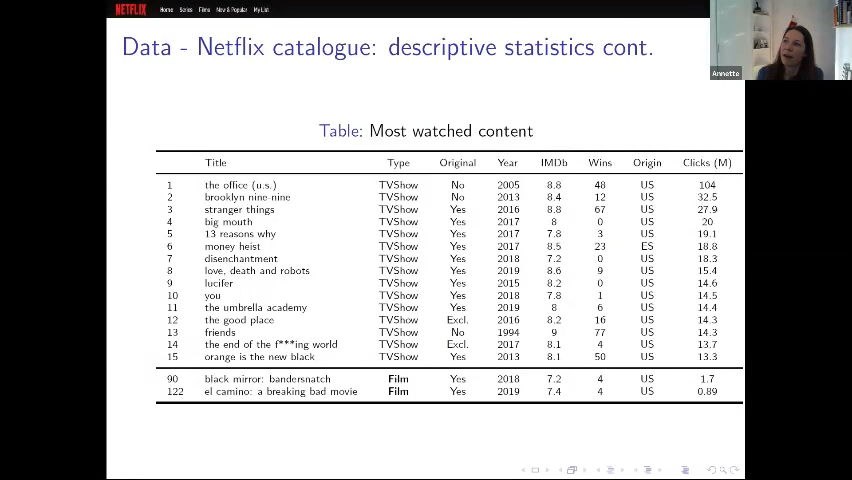 NETFLIX Home Series Films New & Popular My List
Data - Netflix catalogue: descriptive statistics cont.
Annette
Table: Most watched content
Title Type Original Year IMDb Wins Origin Clicks (M)
1 the office (u.s.) TVShow No 2005 8.8 48 US 104
2 brooklyn nine-nine TVShow No 2013 8.4 12 US 32.5
3 stranger things TVShow Yes 2016 8.8 67 US 27.9
4 big mouth TVShow Yes 2017 8 0 US 20
5 13 reasons why TVShow Yes 2017 7.8 3 US 19.1
6 money heist TVShow Yes 2017 8.5 23 ES 18.8
7 disenchantment TVShow Yes 2018 7.2 0 US 18.3
8 love, death and robots TVShow Yes 2019 8.6 9 US 15.4
9 lucifer TVShow Yes 2015 8.2 0 US 14.6
10 you TVShow Yes 2018 7.8 1 US 14.5
11 the umbrella academy TVShow Yes 2019 8 6 US 14.4
12 the good place TVShow Excl. 2016 8.2 16 US 14.3
13 friends TVShow No 1994 9 77 US 14.3
14 the end of the f***ing world TVShow Excl. 2017 8.1 4 US 13.7
15 orange is the new black TVShow Yes 2013 8.1 50 US 13.3
90 black mirror: bandersnatch Film Yes 2018 7.2 4 US 1.7
122 el camino: a breaking bad movie Film Yes 2019 7.4 4 US 0.89